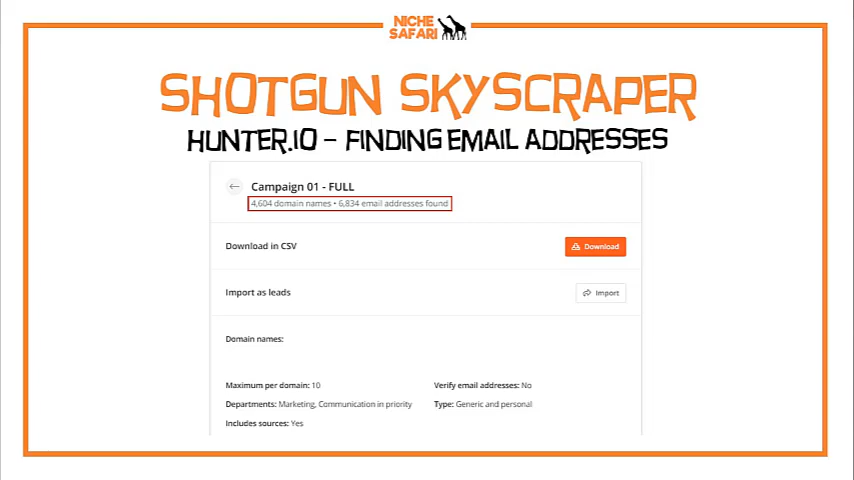 NICHE
SAFARI
SHOTGUN SKYSCRAPER
HUNTER.IO – FINDING EMAIL ADDRESSES
Campaign 01 - FULL
4,604 domain names • 6,834 email addresses found
Download in CSV
Download
Import as leads
Import
Domain names:
Maximum per domain: 10
Verify email addresses: No
Departments: Marketing, Communication in priority
Type: Generic and personal
Includes sources: Yes